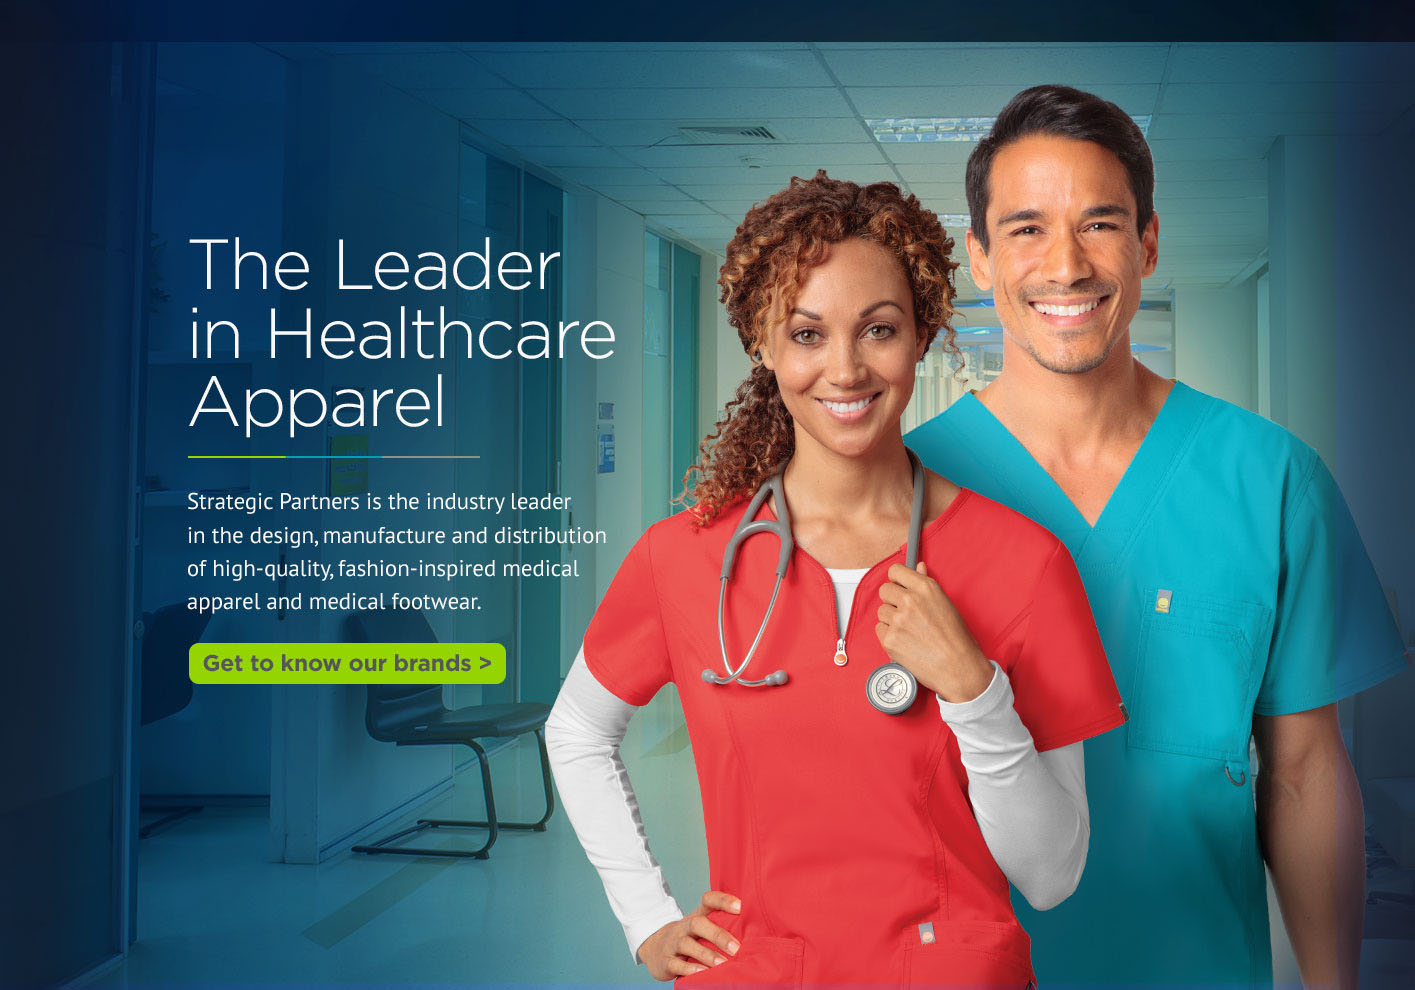 The Leader
in Healthcare
Apparel
Strategic Partners is the industry leader
in the design, manufacture and distribution
of high-quality, fashion-inspired medical
apparel and medical footwear.
Get to know our brands >